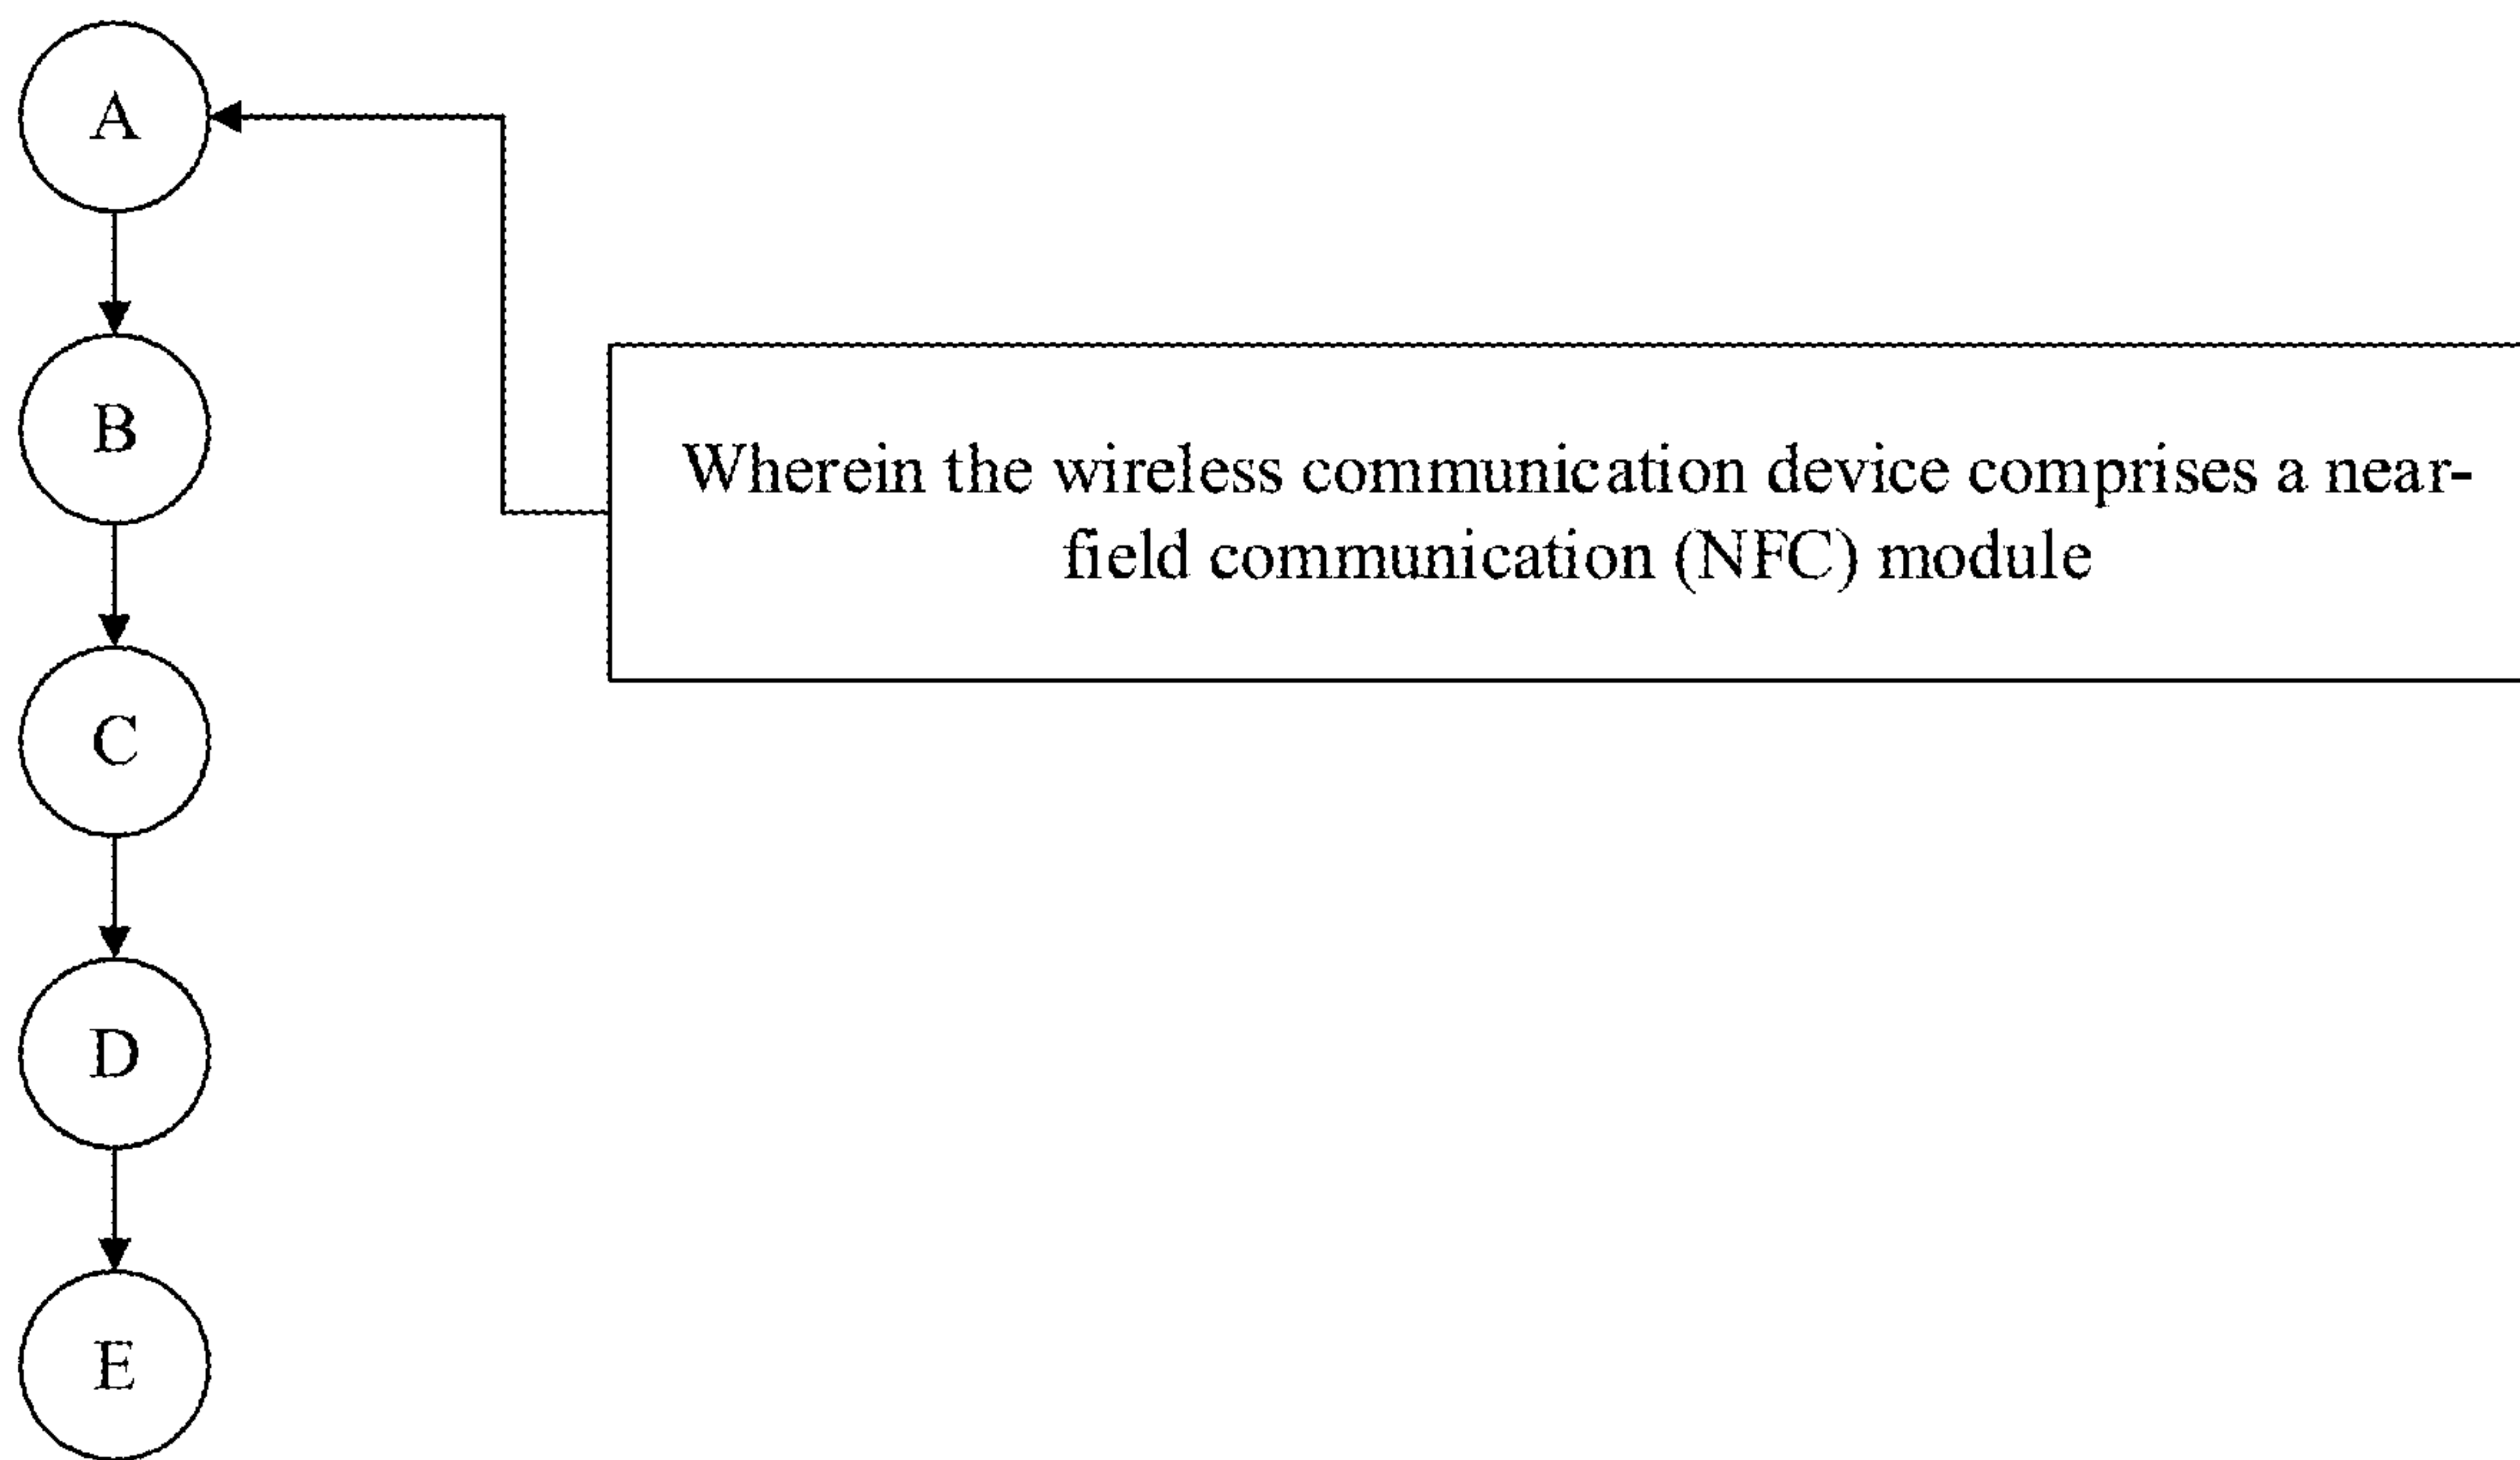 A
B
Wherein the wireless communication device comprises a near-
field communication (NFC) module
C
D
E